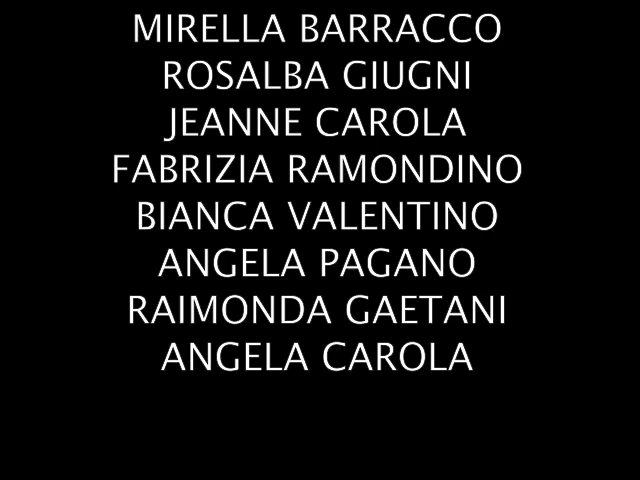 MIRELLA BARRACCO
ROSALBA GIUGNI
JEANNE CAROLA
FABRIZIA RAMONDINO
BIANCA VALENTINO
ANGELA PAGANO
RAIMONDA GAETANI
ANGELA CAROLA